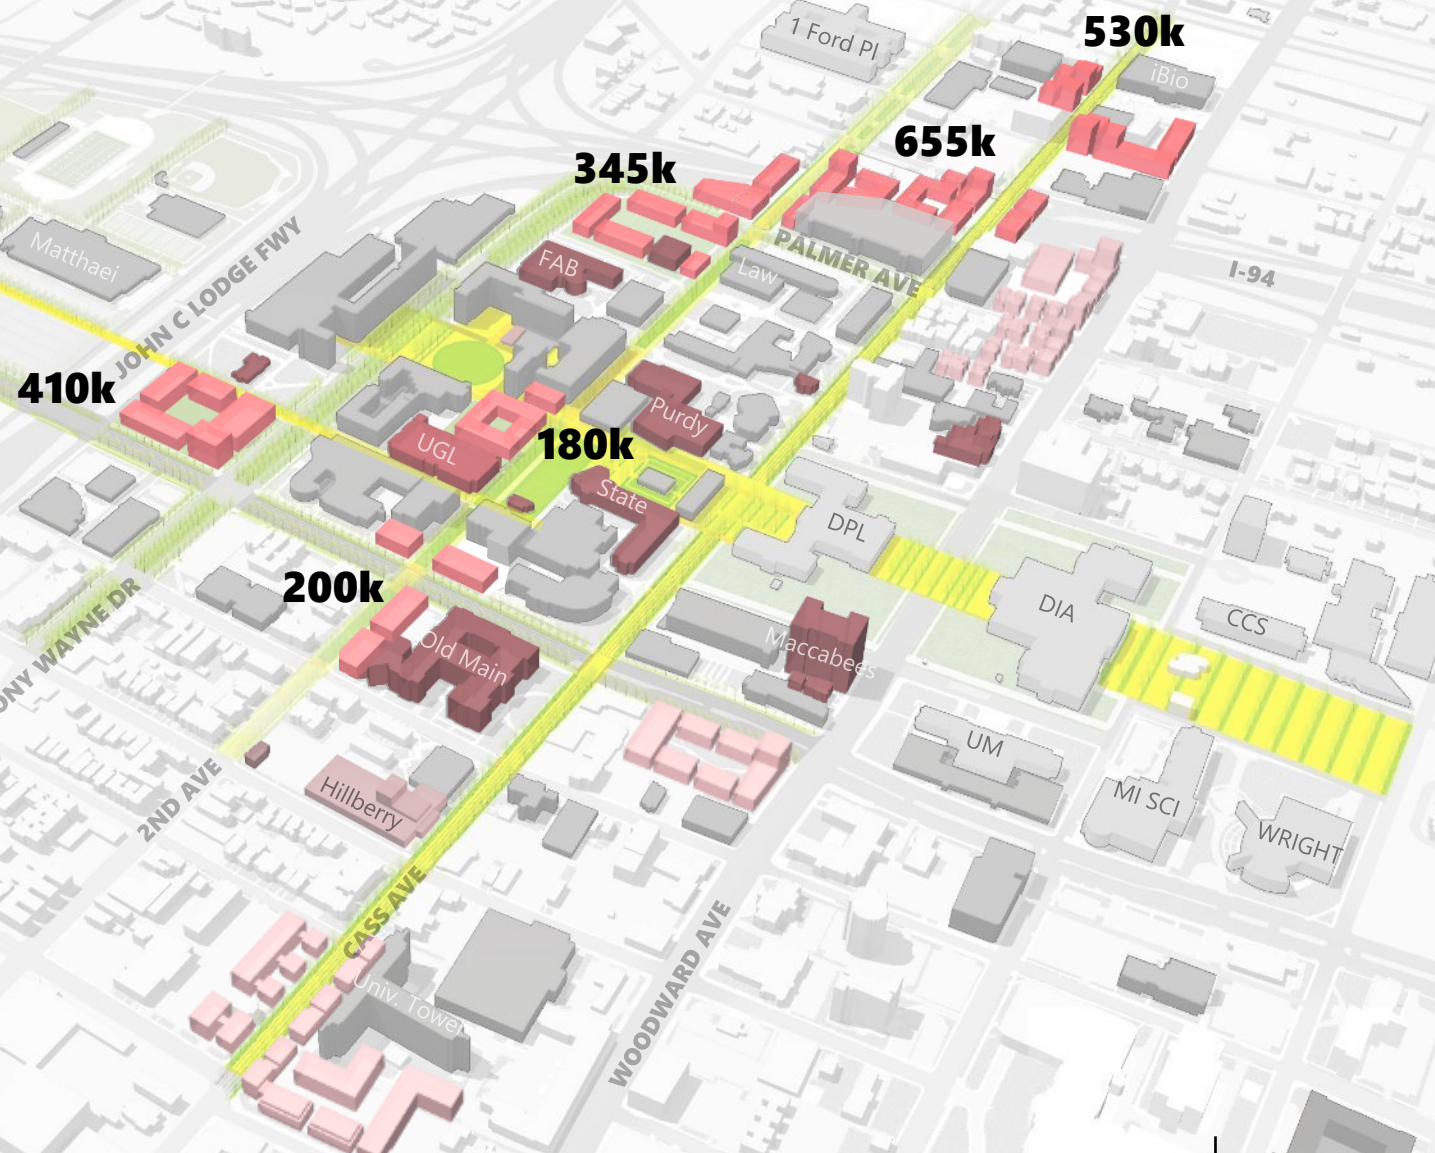 530k
1 Ford Pl
iBio
655k
345k
Matthaei
JOHN C LODGE FWY
FAB
Law
PALMER AVE
I-94
410k
Purdy
UGL
180k
State
DPL
200k
ONY WAYNE DR
Old Main
Maccabees
DIA
CCS
2ND AVE
Hillberry
UM
MI SCI
WRIGHT
CASS AVE
Univ. Tower
WOODWARD AVE